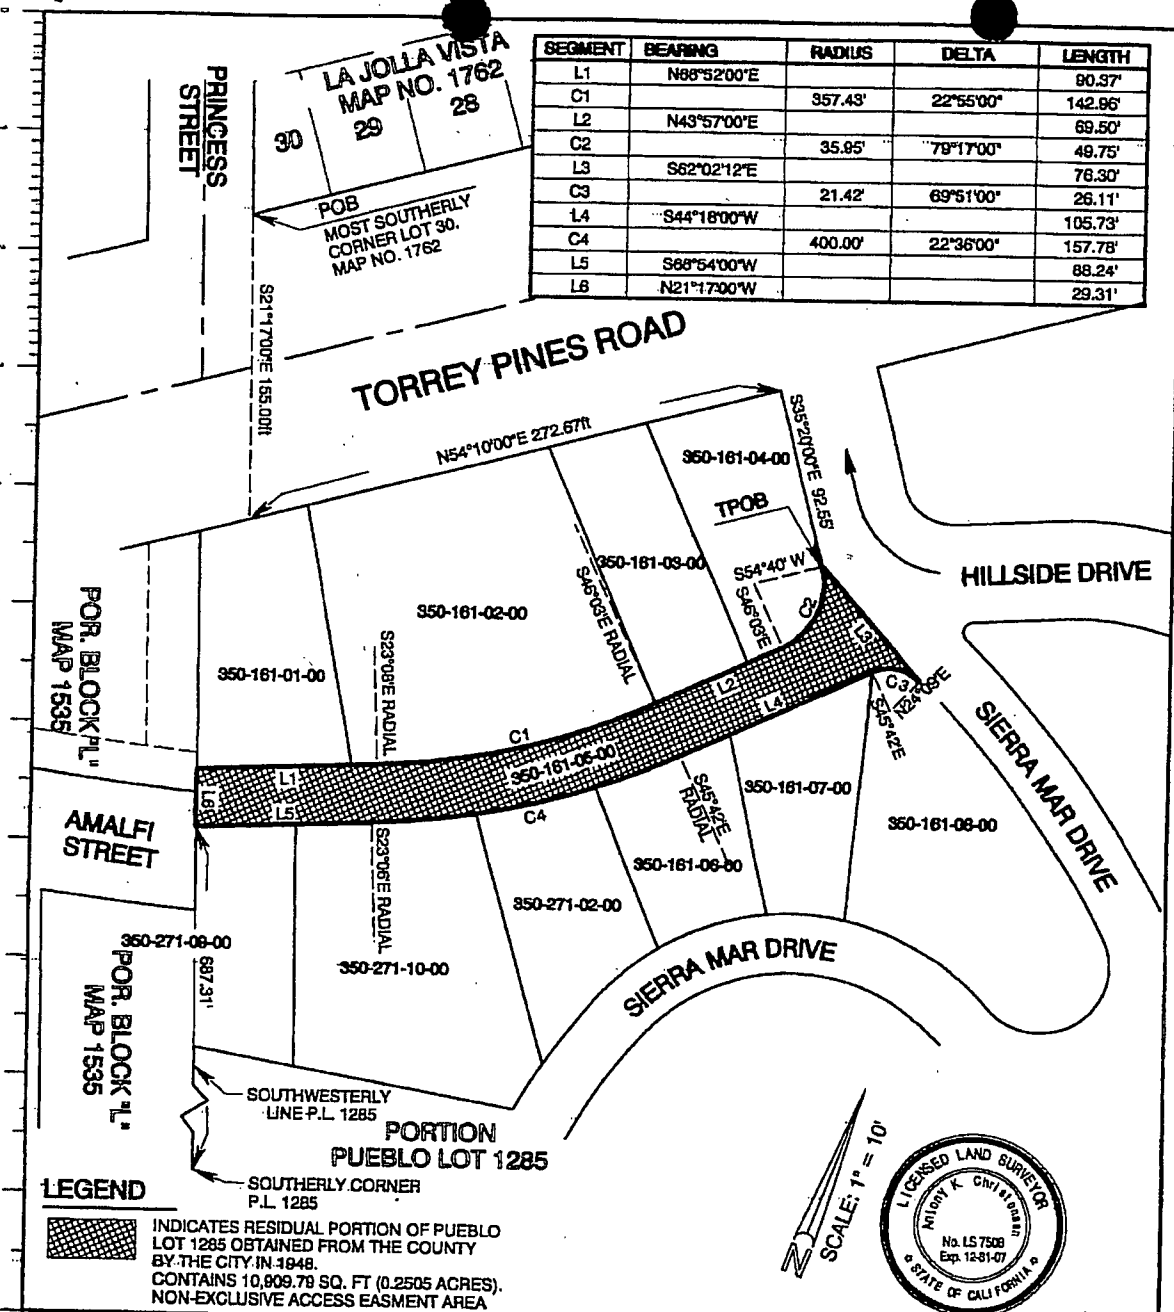 SEGMENT BEARING RADIUS DELTA LENGTH
L1 N66°52'00"E 90.37'
C1 357.43' 22°55'00" 142.96'
L2 N43°57'00"E 69.50'
C2 35.95' 79°17'00" 49.75'
L3 S62°02'12"E 76.30'
C3 21.42' 69°51'00" 26.11'
L4 S44°18'00"W 105.73'
C4 400.00' 22°36'00" 157.78'
L5 S66°54'00"W 88.24'
L6 N21°17'00"W 29.31'
LA JOLLA VISTA
MAP NO. 1762
30
29
28
PRINCESS
STREET
POB
MOST SOUTHERLY
CORNER LOT 30.
MAP NO. 1762
S21°17'00"E 155.00ft
TORREY PINES ROAD
N54°10'00"E 272.67ft
S35°20'00"E 92.55'
350-161-04-00
TPOB
350-161-03-00
S54°40' W
HILLSIDE DRIVE
S46°03'E RADIAL
S46°03'E
C2
350-161-02-00
L3
POR. BLOCK "L"
MAP 1535
350-161-01-00
S23°08'E RADIAL
L2
L4
C3
N24°09'E
S45°42'E
C1
350-161-05-00
SIERRA MAR DRIVE
L1
L6
L5
C4
S45°42'E
RADIAL
350-161-07-00
AMALFI
STREET
350-161-08-00
S23°06'E RADIAL
350-161-06-00
350-271-02-00
350-271-09-00
687.31'
350-271-10-00
SIERRA MAR DRIVE
POR. BLOCK "L"
MAP 1535
SOUTHWESTERLY
LINE P.L. 1285
PORTION
PUEBLO LOT 1285
SOUTHERLY CORNER
P.L. 1285
LEGEND
INDICATES RESIDUAL PORTION OF PUEBLO
LOT 1285 OBTAINED FROM THE COUNTY
BY THE CITY IN 1948.
CONTAINS 10,909.79 SQ. FT (0.2505 ACRES).
NON-EXCLUSIVE ACCESS EASMENT AREA
N
SCALE: 1" = 10'
LICENSED LAND SURVEYOR
Antony K. Christensen
No. LS 7508
Exp. 12-31-07
STATE OF CALIFORNIA